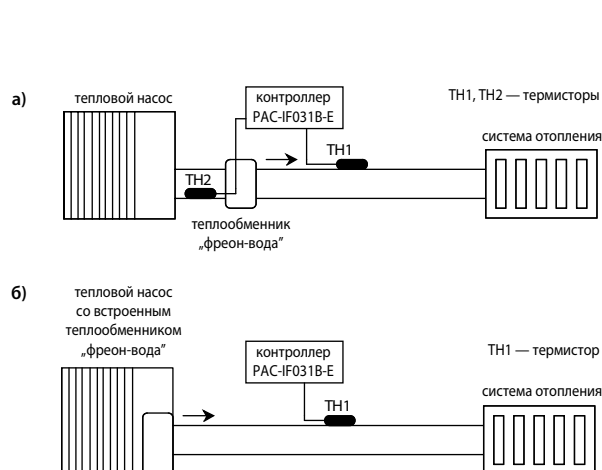 а)
тепловой насос
контроллер
PAC-IF031B-E
TH1, TH2 — термисторы
TH1
система отопления
TH2
теплообменник
„фреон-вода”
б)
тепловой насос
со встроенным
теплообменником
„фреон-вода”
контроллер
PAC-IF031B-E
TH1 — термистор
TH1
система отопления